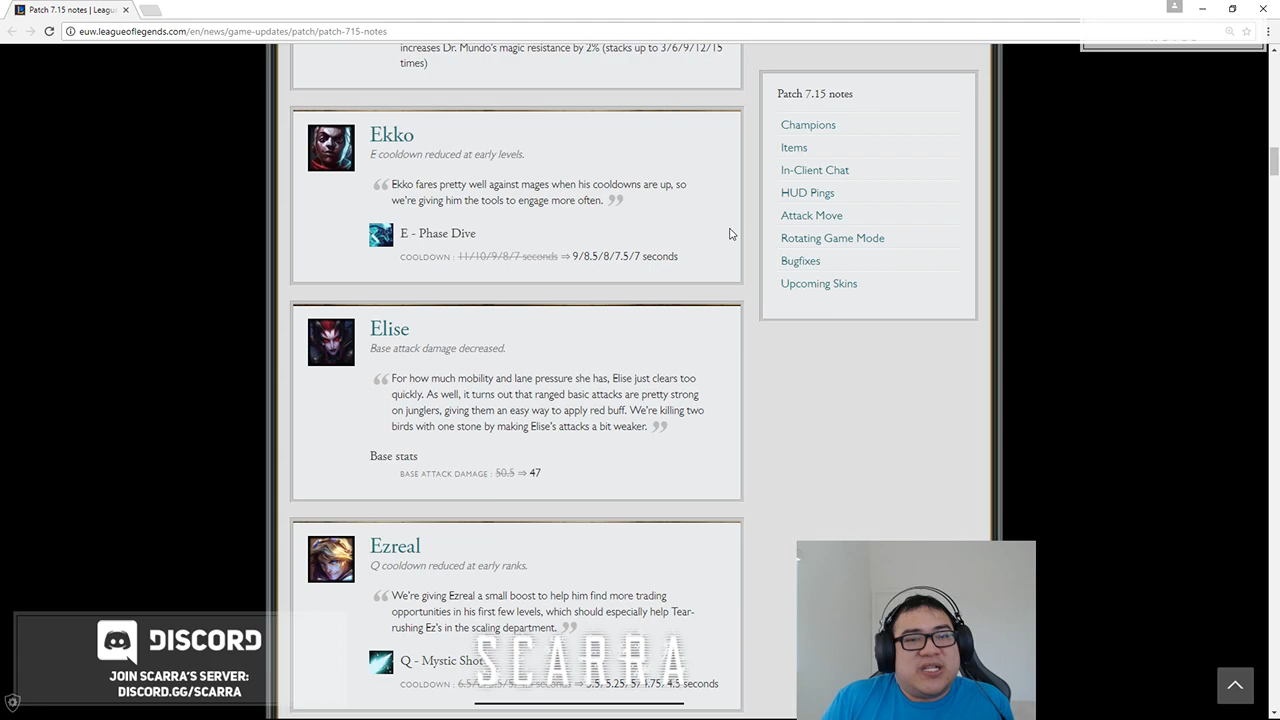 Patch 7.15 notes | Leagu
euw.leagueoflegends.com/en/news/game-updates/patch/patch-715-notes
increases Dr. Mundo's magic resistance by 2% (stacks up to 3/6/9/12/15
times)
Ekko
E cooldown reduced at early levels.
Ekko fares pretty well against mages when his cooldowns are up, so
we're giving him the tools to engage more often.
E - Phase Dive
COOLDOWN : 11/10/9/8/7 seconds ⇒ 9/8.5/8/7.5/7 seconds
Elise
Base attack damage decreased.
For how much mobility and lane pressure she has, Elise just clears too
quickly. As well, it turns out that ranged basic attacks are pretty strong
on junglers, giving them an easy way to apply red buff. We're killing two
birds with one stone by making Elise's attacks a bit weaker.
Base stats
BASE ATTACK DAMAGE : 50.5 ⇒ 47
Ezreal
Q cooldown reduced at early ranks.
We're giving Ezreal a small boost to help him find more trading
opportunities in his first few levels, which should especially help Tear-
rushing Ez's in the scaling department.
Q - Mystic Shot
COOLDOWN : seconds ⇒ 5.5/ 5.25/ 5/ 4.5 seconds
Patch 7.15 notes
Champions
Items
In-Client Chat
HUD Pings
Attack Move
Rotating Game Mode
Bugfixes
Upcoming Skins
DISCORD
JOIN SCARRA'S SERVER:
DISCORD.GG/SCARRA
SCARRA